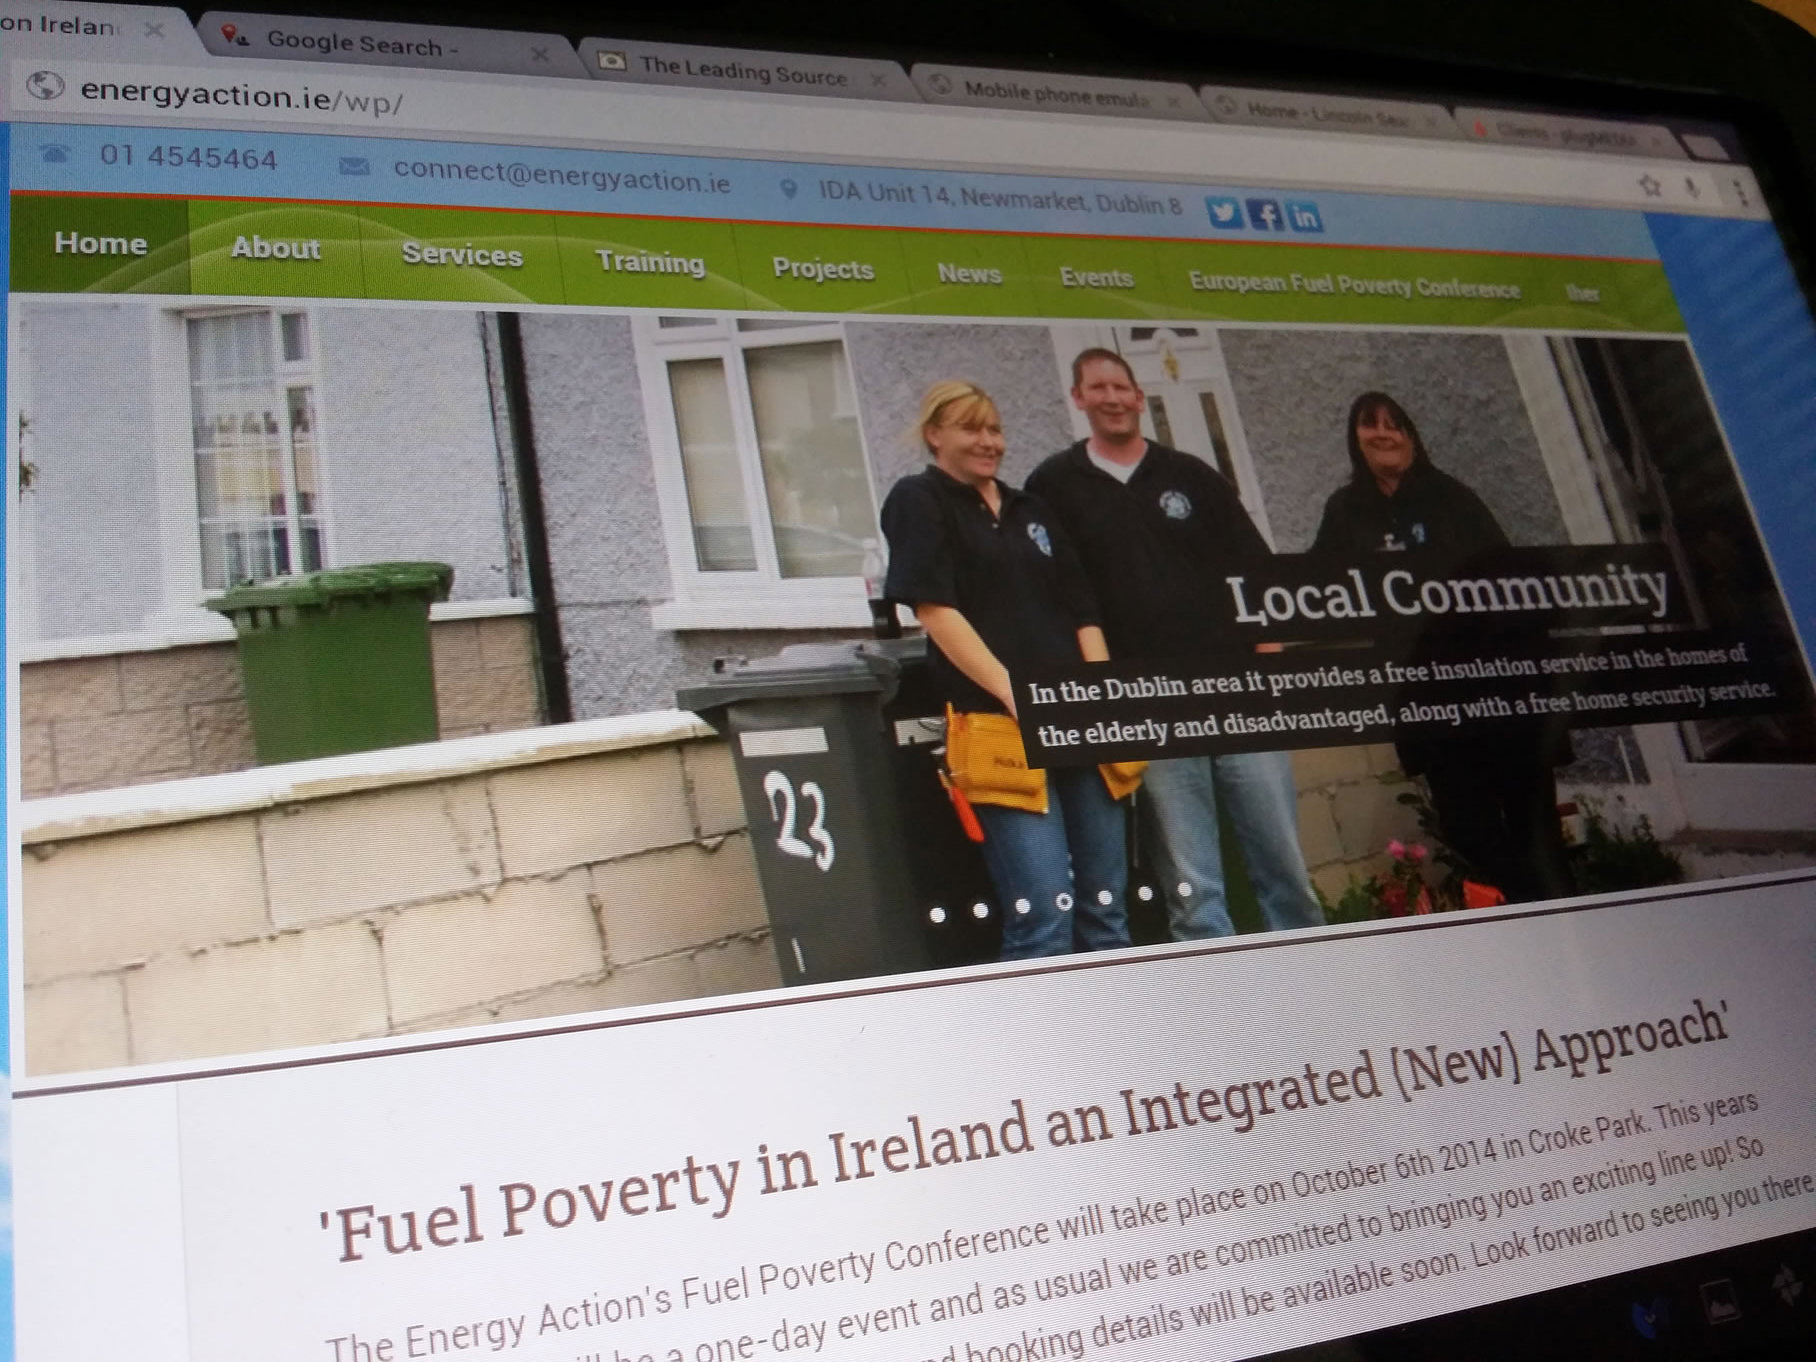 on Irelan
Google Search -
The Leading Source
Mobile phone emula
Home - Lincoln Sew
Clients -
energyaction.ie/wp/
01 4545464
connect@energyaction.ie
IDA Unit 14, Newmarket, Dublin 8
in
Home
About
Services
Training
Projects
News
Events
European Fuel Poverty Conference
Iher
Local Community
In the Dublin area it provides a free insulation service in the homes of
the elderly and disadvantaged, along with a free home security service.
23
1
'Fuel Poverty in Ireland an Integrated (New) Approach'
The Energy Action's Fuel Poverty Conference will take place on October 6th 2014 in Croke Park. This years
be a one-day event and as usual we are committed to bringing you an exciting line up! So
booking details will be available soon. Look forward to seeing you there